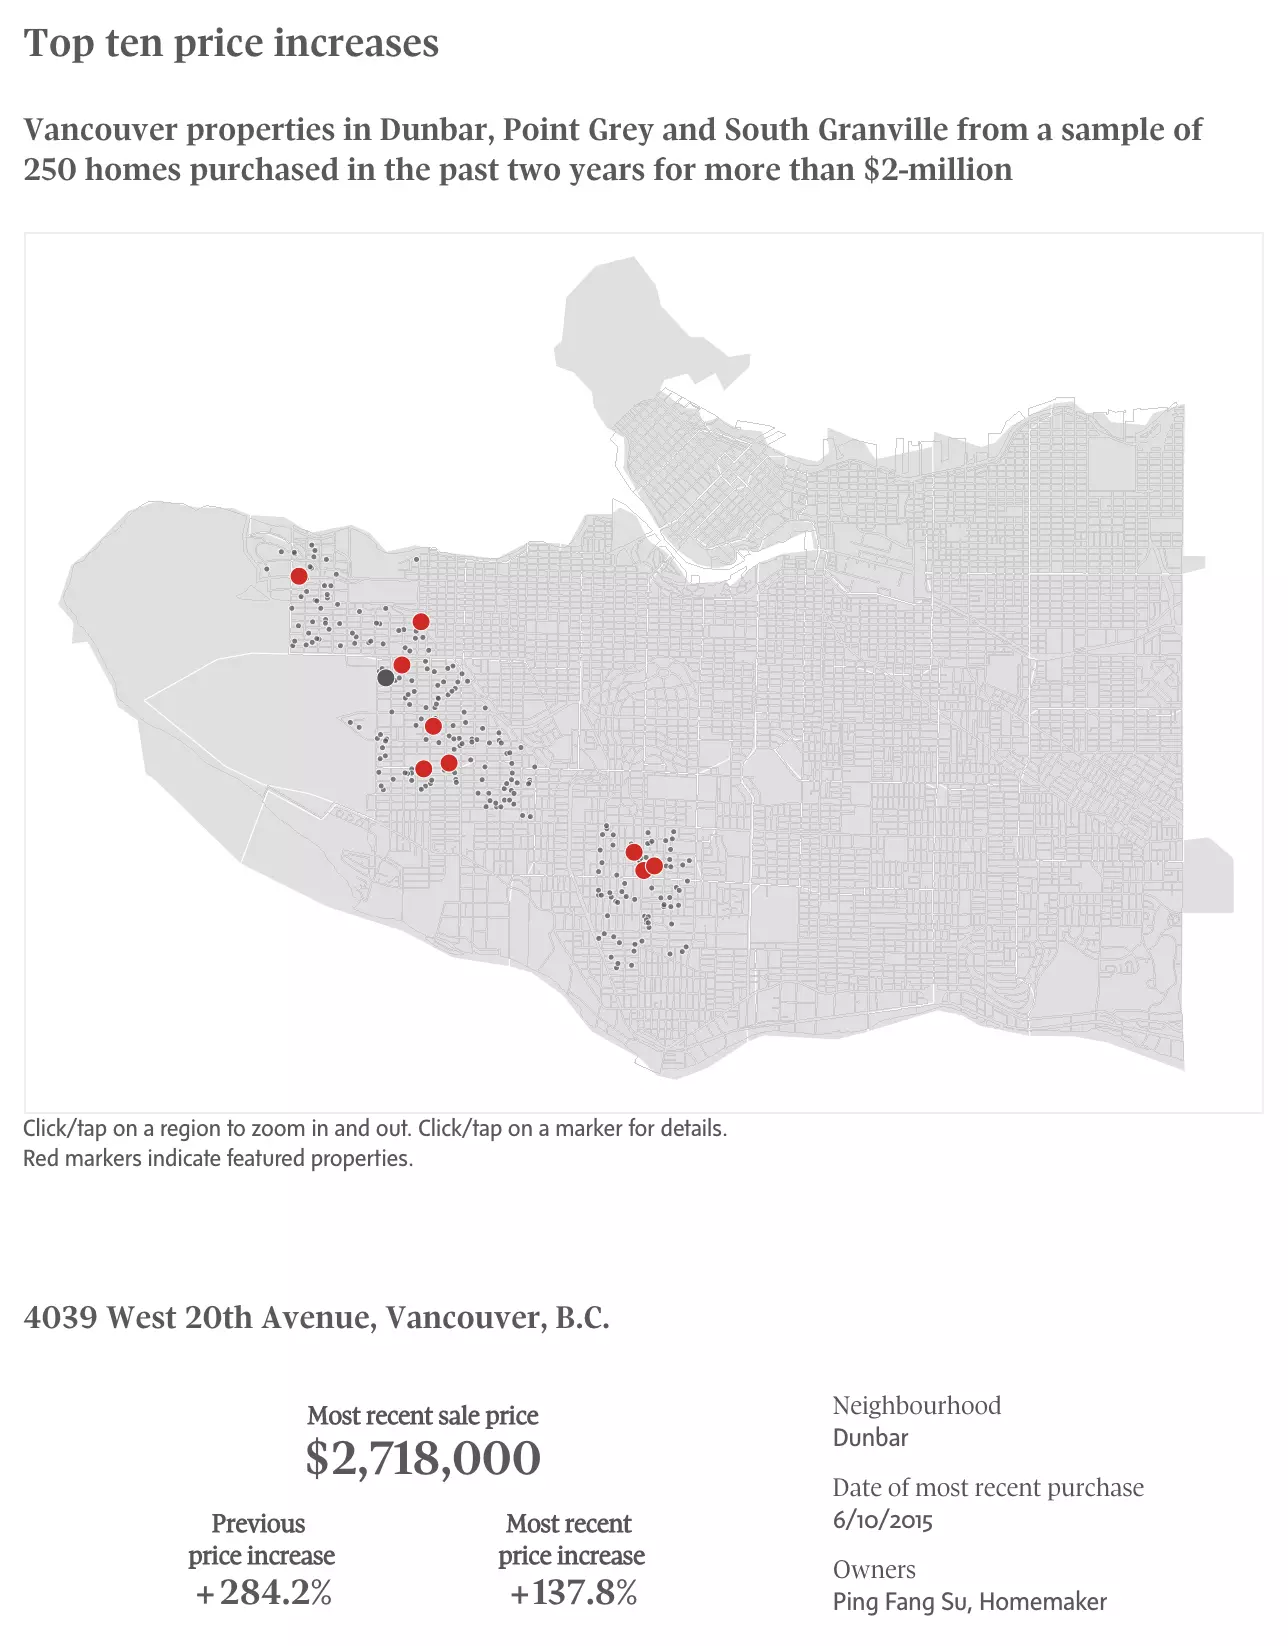 Top ten price increases
Vancouver properties in Dunbar, Point Grey and South Granville from a sample of
250 homes purchased in the past two years for more than $2-million
Click/tap on a region to zoom in and out. Click/tap on a marker for details.
Red markers indicate featured properties.
4039 West 20th Avenue, Vancouver, B.C.
Most recent sale price
$2,718,000
Previous
price increase
+284.2%
Most recent
price increase
+137.8%
Neighbourhood
Dunbar
Date of most recent purchase
6/10/2015
Owners
Ping Fang Su, Homemaker